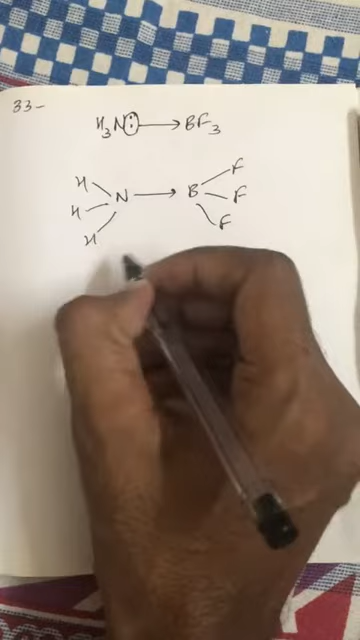 33-
H₃N: → BF₃
H F
H N → B F
H F